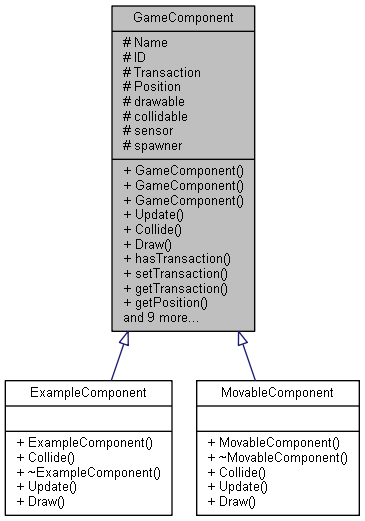 GameComponent
# Name
# ID
# Transaction
# Position
# drawable
# collidable
# sensor
# spawner
+ GameComponent()
+ GameComponent()
+ GameComponent()
+ Update()
+ Collide()
+ Draw()
+ hasTransaction()
+ setTransaction()
+ getTransaction()
+ getPosition()
and 9 more...
ExampleComponent
+ ExampleComponent()
+ Collide()
+ ~ExampleComponent()
+ Update()
+ Draw()
MovableComponent
+ MovableComponent()
+ ~MovableComponent()
+ Collide()
+ Update()
+ Draw()